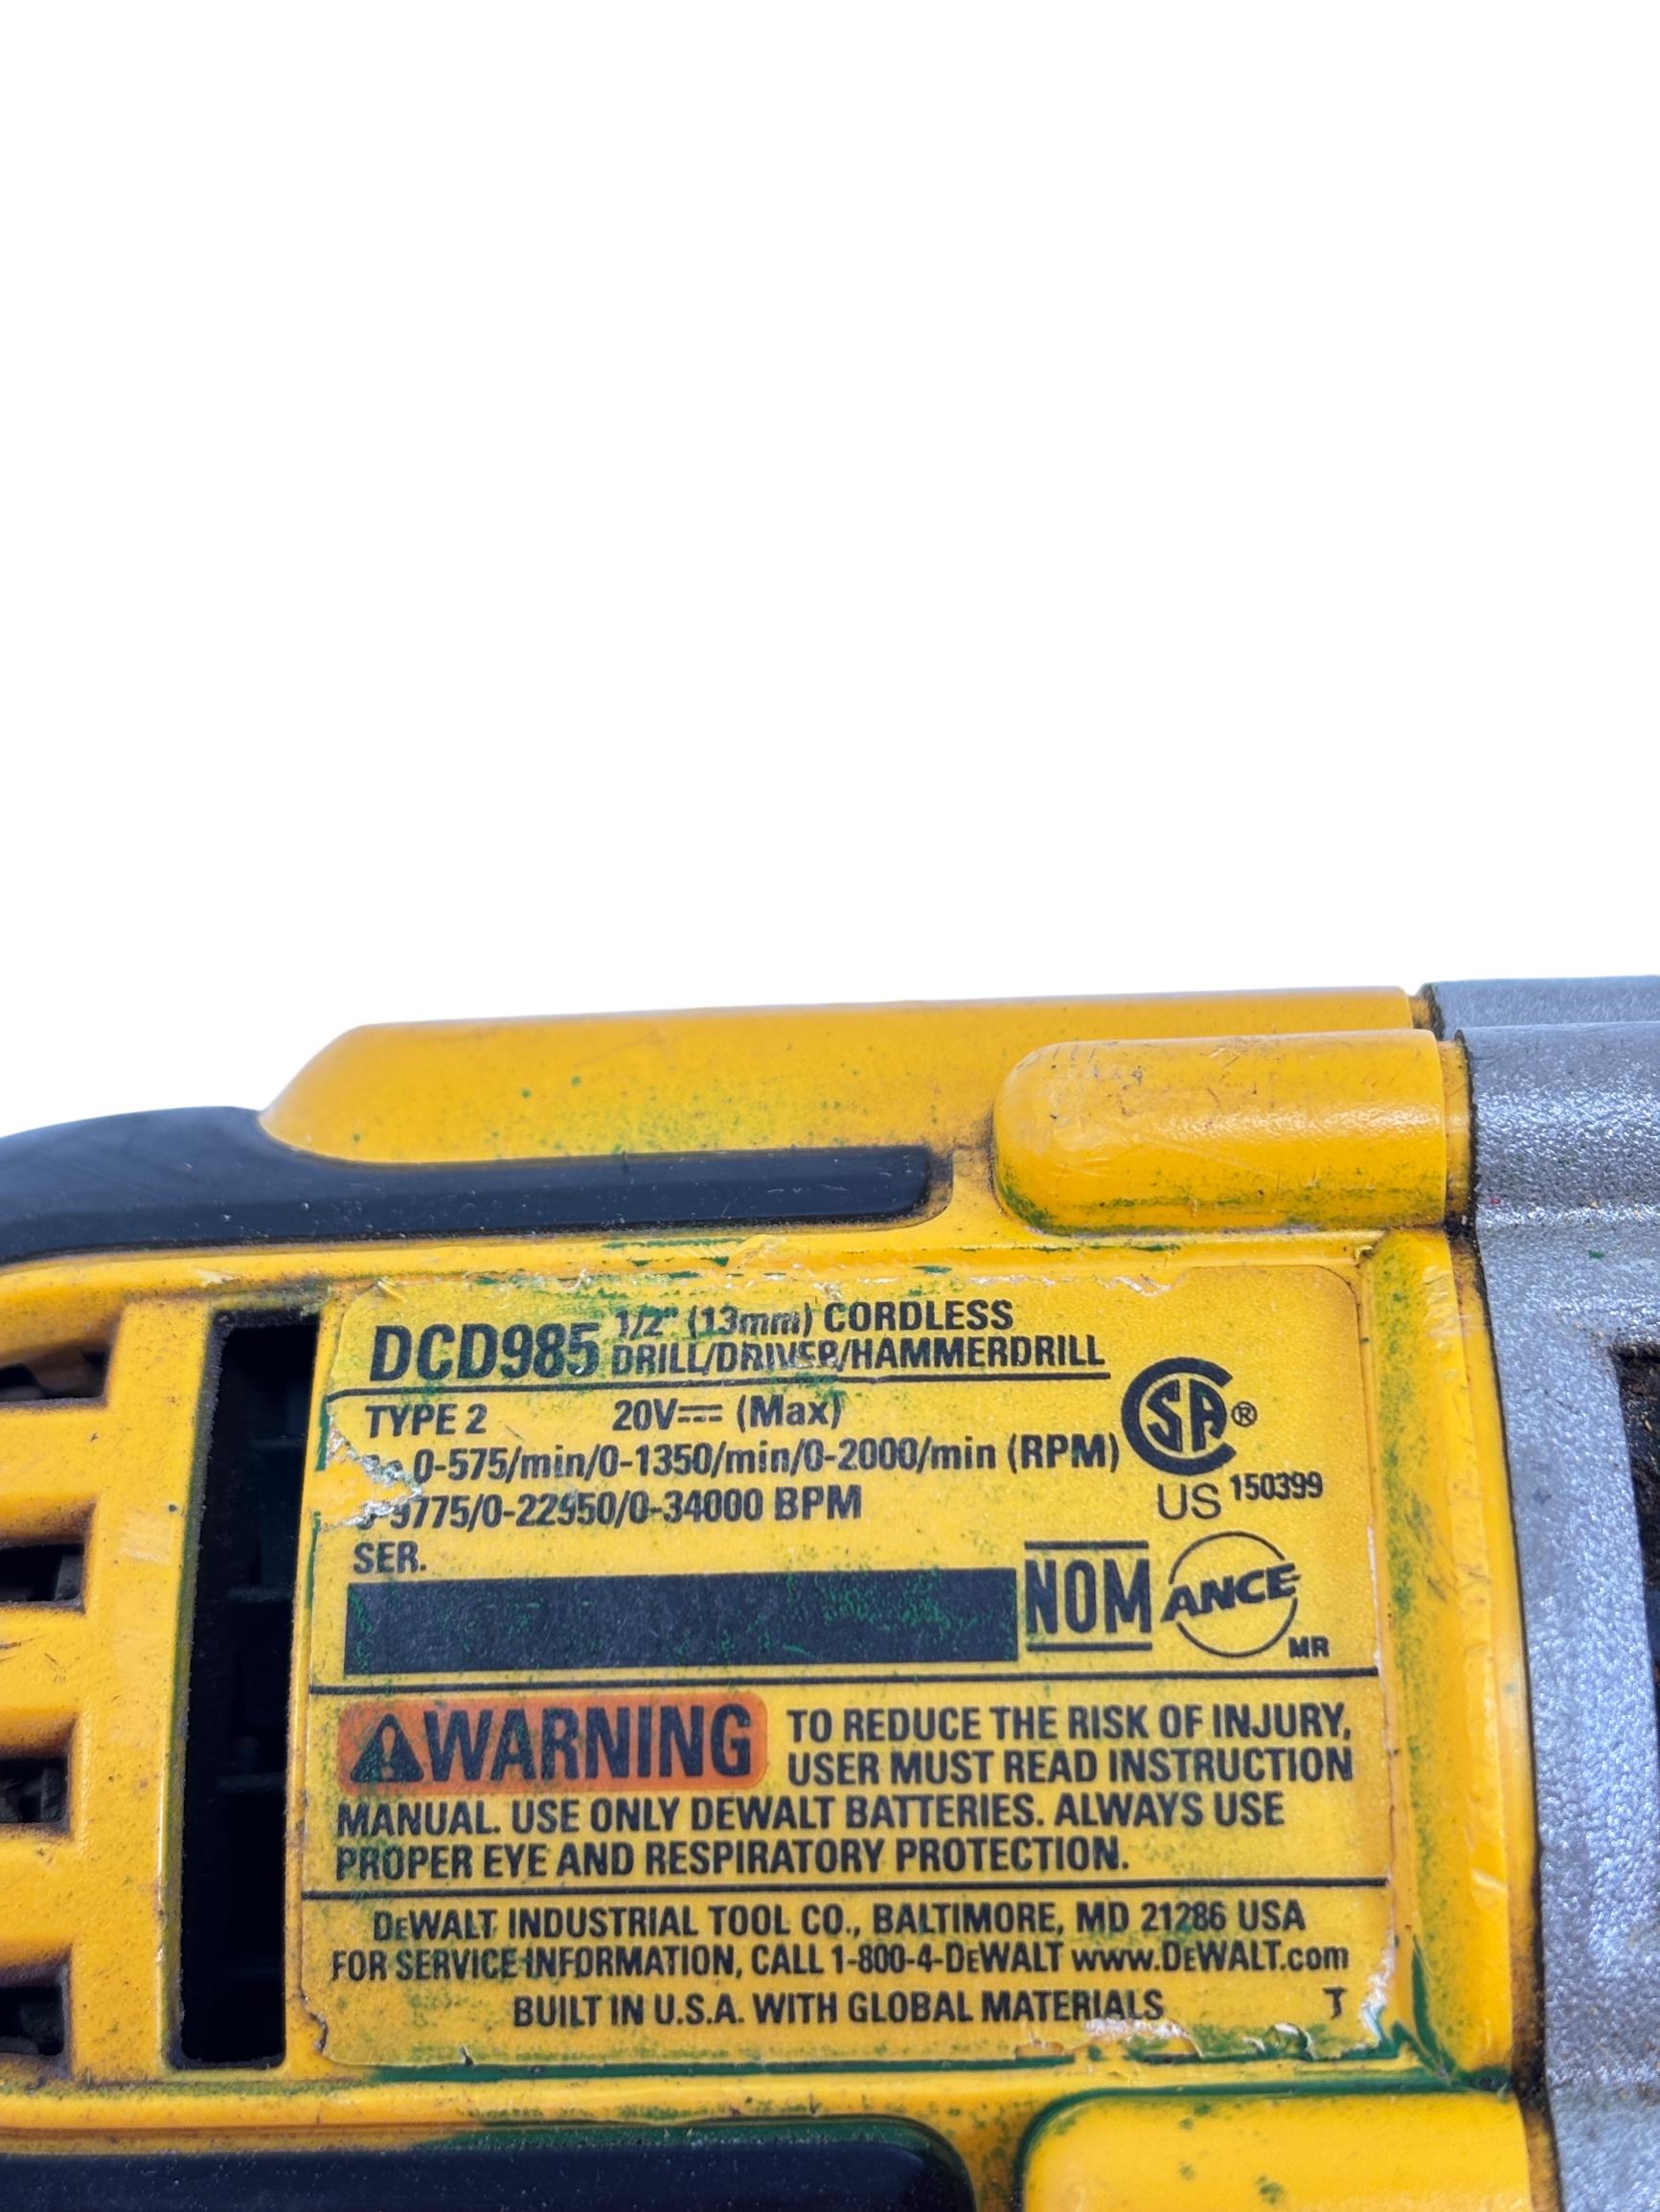 DCD985 1/2" (13mm) CORDLESS
DRILL/DRIVER/HAMMERDRILL
TYPE 2 20V⎓ (Max)
0-575/min/0-1350/min/0-2000/min (RPM)
9775/0-22950/0-34000 BPM
SER.
CSA®
US 150399
NOM ANCE MR
⚠WARNING TO REDUCE THE RISK OF INJURY,
USER MUST READ INSTRUCTION
MANUAL. USE ONLY DEWALT BATTERIES. ALWAYS USE
PROPER EYE AND RESPIRATORY PROTECTION.
DEWALT INDUSTRIAL TOOL CO., BALTIMORE, MD 21286 USA
FOR SERVICE INFORMATION, CALL 1-800-4-DEWALT www.DEWALT.com
BUILT IN U.S.A. WITH GLOBAL MATERIALS